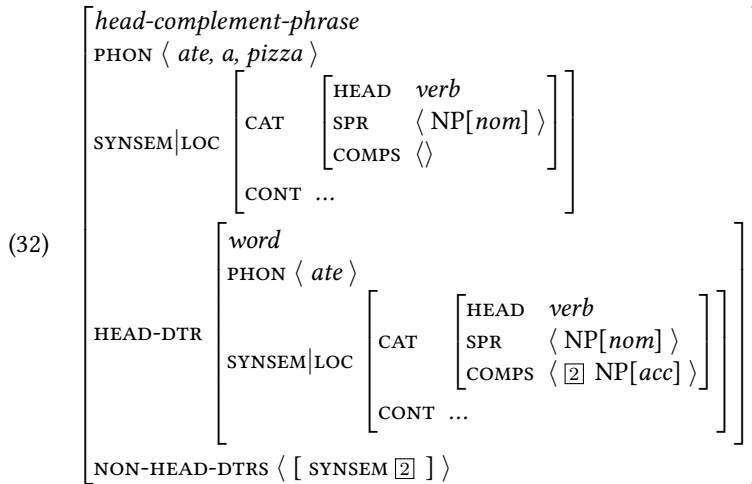 head-complement-phrase
PHON ⟨ ate, a, pizza ⟩
HEAD verb
CAT SPR ⟨ NP[nom] ⟩
SYNSEM|LOC COMPS ⟨⟩
CONT ...
(32)
word
PHON ⟨ ate ⟩
HEAD verb
HEAD-DTR CAT SPR ⟨ NP[nom] ⟩
SYNSEM|LOC COMPS ⟨ 2 NP[acc] ⟩
CONT ...
NON-HEAD-DTRS ⟨ [ SYNSEM 2 ] ⟩